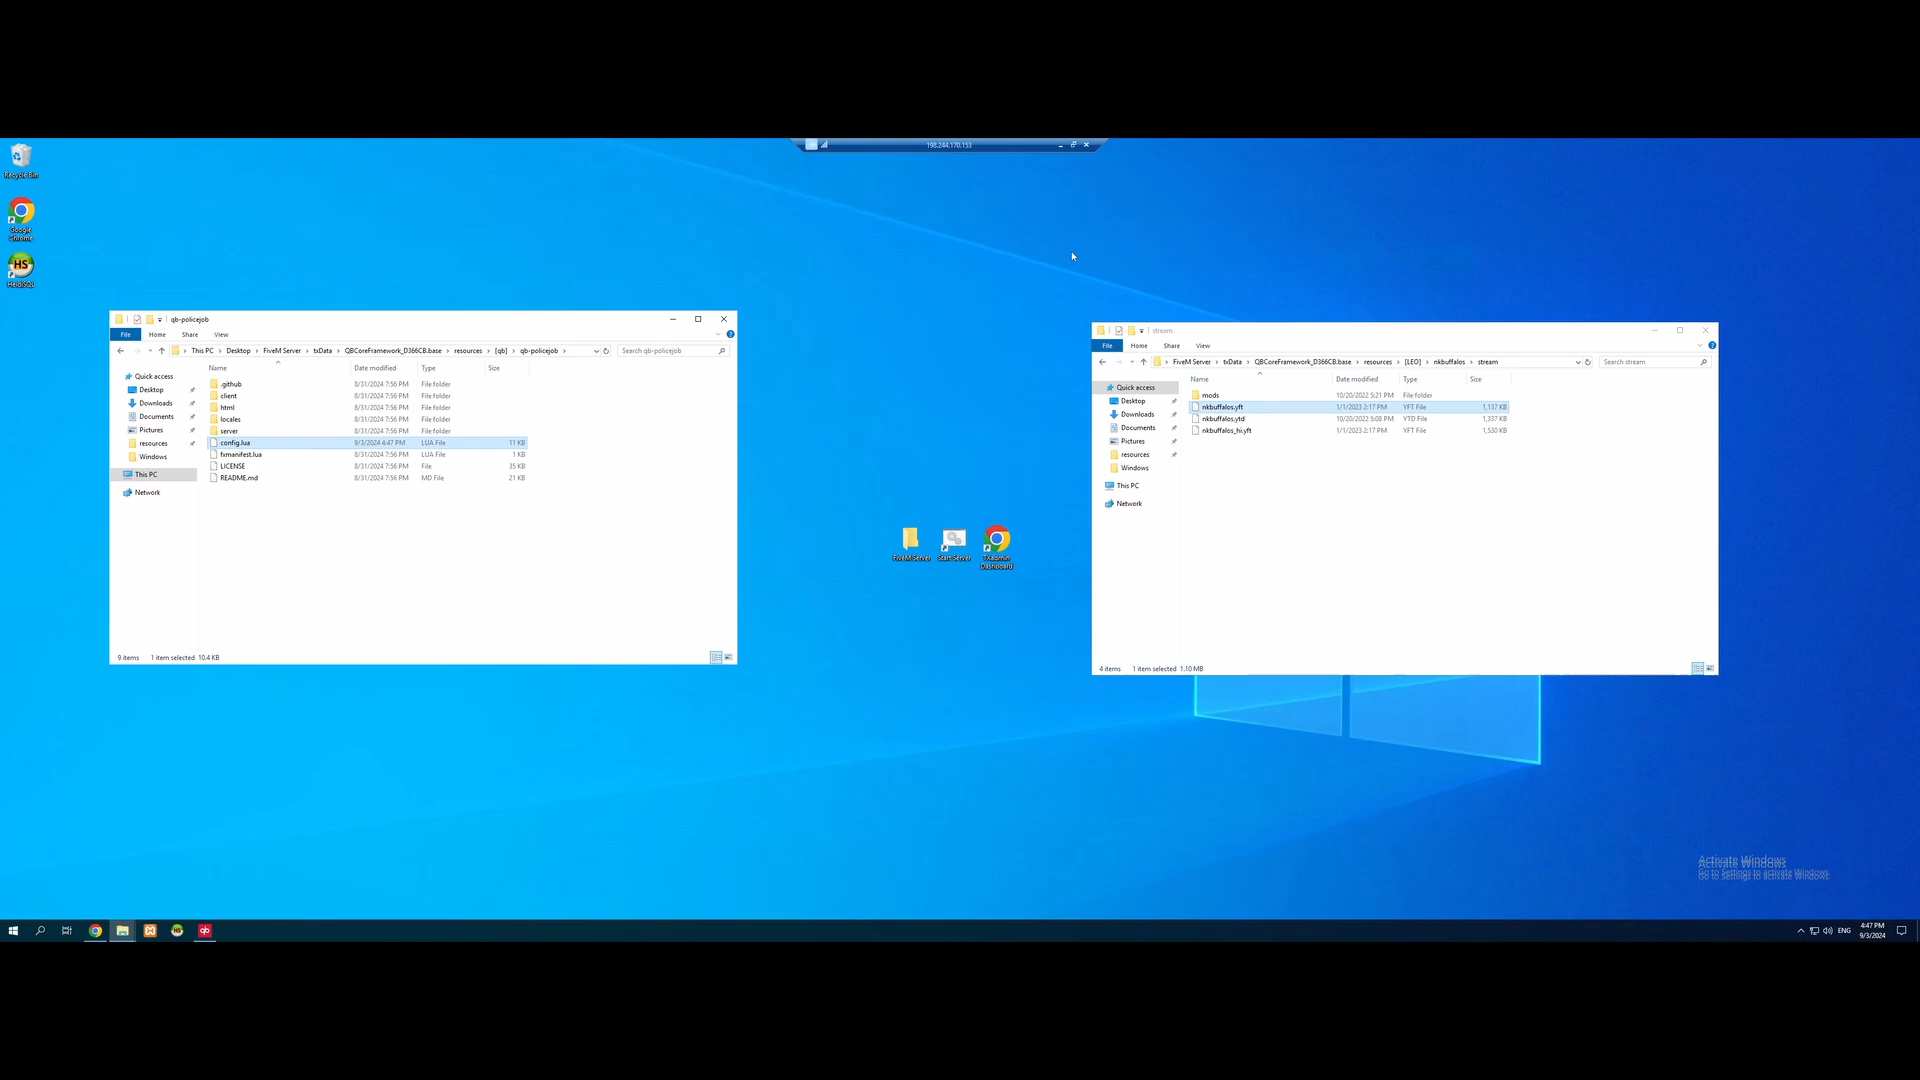 198.244.170.153
Recycle Bin
Google
Chrome
HS
HeidiSQL
qb-policejob
File Home Share View
This PC > Desktop > FiveM Server > txData > QBCoreFramework_D366CB.base > resources > [qb] > qb-policejob >
Search qb-policejob
Name Date modified Type Size
Quick access
Desktop
Downloads
Documents
Pictures
resources
Windows
This PC
Network
.github 8/31/2024 7:56 PM File folder
client 8/31/2024 7:56 PM File folder
html 8/31/2024 7:56 PM File folder
locales 8/31/2024 7:56 PM File folder
server 8/31/2024 7:56 PM File folder
config.lua 9/3/2024 4:47 PM LUA File 11 KB
fxmanifest.lua 8/31/2024 7:56 PM LUA File 1 KB
LICENSE 8/31/2024 7:56 PM File 35 KB
README.md 8/31/2024 7:56 PM MD File 21 KB
9 items 1 item selected 10.4 KB
FiveM Server
Start Server
TXadmin
Dashboard
stream
File Home Share View
FiveM Server > txData > QBCoreFramework_D366CB.base > resources > [LEO] > nkbuffalos > stream
Search stream
Name Date modified Type Size
Quick access
Desktop
Downloads
Documents
Pictures
resources
Windows
This PC
Network
mods 10/20/2022 5:21 PM File folder
nkbuffalos.yft 1/1/2023 2:17 PM YFT File 1,137 KB
nkbuffalos.ytd 10/20/2022 5:08 PM YTD File 1,337 KB
nkbuffalos_hi.yft 1/1/2023 2:17 PM YFT File 1,530 KB
4 items 1 item selected 1.10 MB
Activate Windows
Go to Settings to activate Windows.
HS
qb
ENG
4:47 PM
9/3/2024